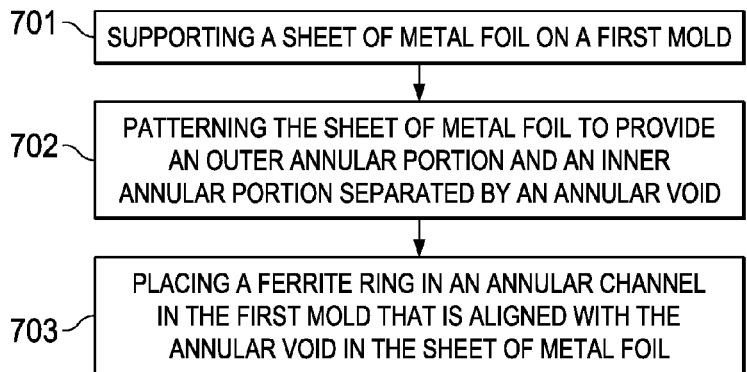 701
SUPPORTING A SHEET OF METAL FOIL ON A FIRST MOLD
702
PATTERNING THE SHEET OF METAL FOIL TO PROVIDE
AN OUTER ANNULAR PORTION AND AN INNER
ANNULAR PORTION SEPARATED BY AN ANNULAR VOID
703
PLACING A FERRITE RING IN AN ANNULAR CHANNEL
IN THE FIRST MOLD THAT IS ALIGNED WITH THE
ANNULAR VOID IN THE SHEET OF METAL FOIL